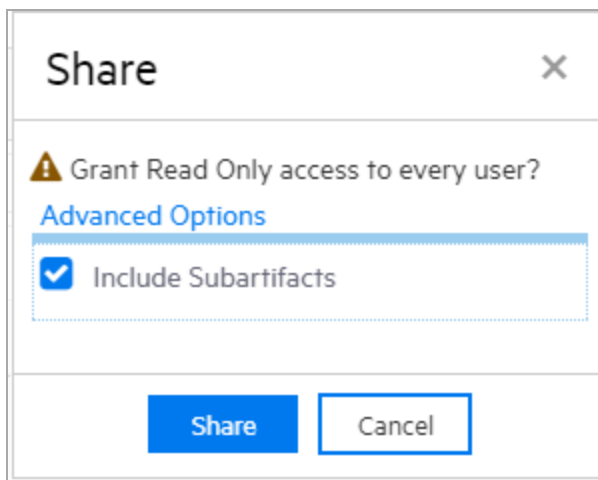 Share
Grant Read Only access to every user?
Advanced Options
Include Subartifacts
Share
Cancel